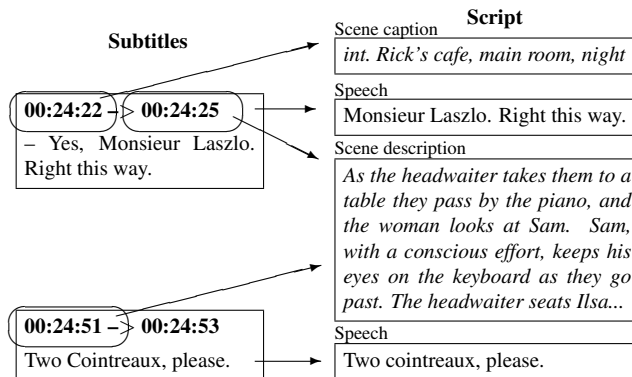 Subtitles
00:24:22 –> 00:24:25
– Yes, Monsieur Laszlo.
Right this way.
00:24:51 –> 00:24:53
Two Cointreaux, please.
Script
Scene caption
int. Rick's cafe, main room, night
Speech
Monsieur Laszlo. Right this way.
Scene description
As the headwaiter takes them to a
table they pass by the piano, and
the woman looks at Sam. Sam,
with a conscious effort, keeps his
eyes on the keyboard as they go
past. The headwaiter seats Ilsa...
Speech
Two cointreaux, please.